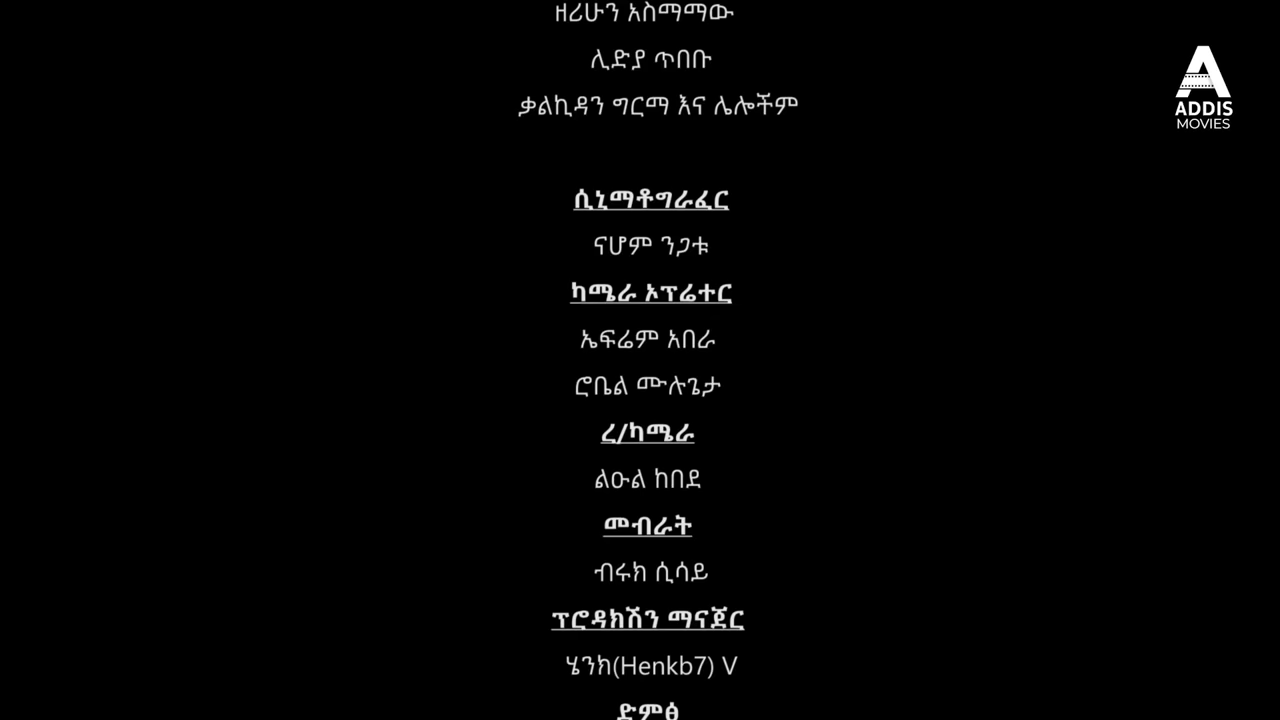 ዘሪሁን አስማማው
ሊድያ ጥበቡ
ቃልኪዳን ግርማ እና ሌሎችም
ADDIS
MOVIES
ሲኒማቶግራፈር
ናሆም ንጋቱ
ካሜራ ኦፕሬተር
ኤፍሬም አበራ
ሮቤል ሙሉጌታ
ረ/ካሜራ
ልዑል ከበደ
መብራት
ብሩክ ሲሳይ
ፕሮዳክሽን ማናጀር
ሄንክ(Henkb7) V
ድምፅ